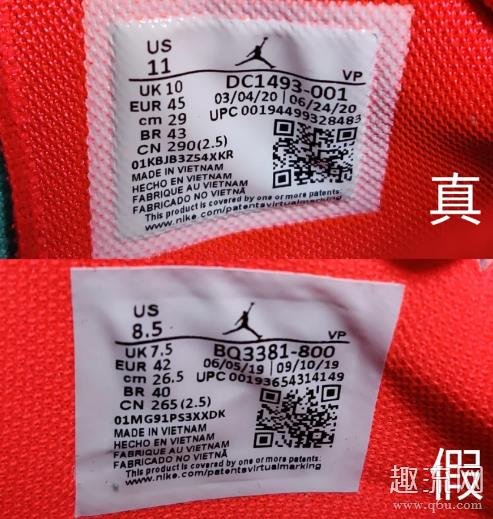 US
11
VP
UK 10
DC1493-001
EUR 45
03/04/20 | 06/24/20
cm 29
UPC 00194499328483
BR 43
CN 290(2.5)
01KBJB3Z54XKR
MADE IN VIETNAM
HECHO EN VIETNAM
FABRIQUE AU VIETNAM
FABRICADO NO VIETNÃ
This product is covered by one or more patents:
www.nike.com/patentsvirtualmarking
真
US
8.5
VP
UK 7.5
BQ3381-800
EUR 42
06/05/19 | 09/10/19
cm 26.5
UPC 00193654314149
BR 40
CN 265(2.5)
01MG91PS3XXDK
MADE IN VIETNAM
HECHO EN VIETNAM
FABRIQUE AU VIETNAM
FABRICADO NO VIETNÃ
This product is covered by one or more patents:
www.nike.com/patentsvirtualmarking
假
www.q6u.com